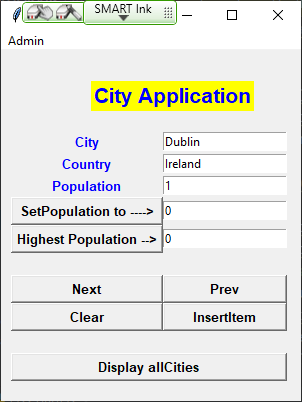 SMART Ink
Admin
City Application
City Dublin
Country Ireland
Population 1
SetPopulation to ----> 0
Highest Population --> 0
Next Prev
Clear InsertItem
Display allCities